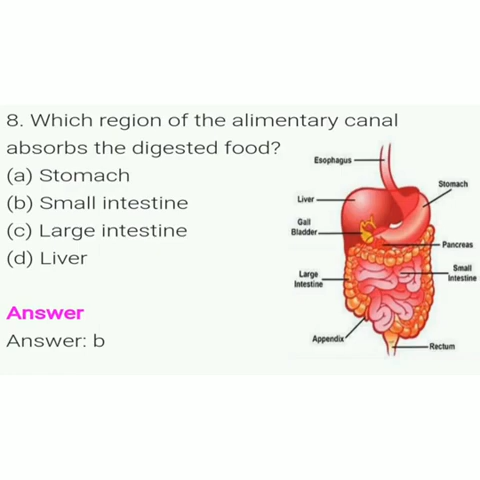 8. Which region of the alimentary canal
absorbs the digested food?
(a) Stomach
(b) Small intestine
(c) Large intestine
(d) Liver
Answer
Answer: b
Esophagus
Stomach
Liver
Gall
Bladder
Pancreas
Small
Intestine
Large
Intestine
Appendix
Rectum